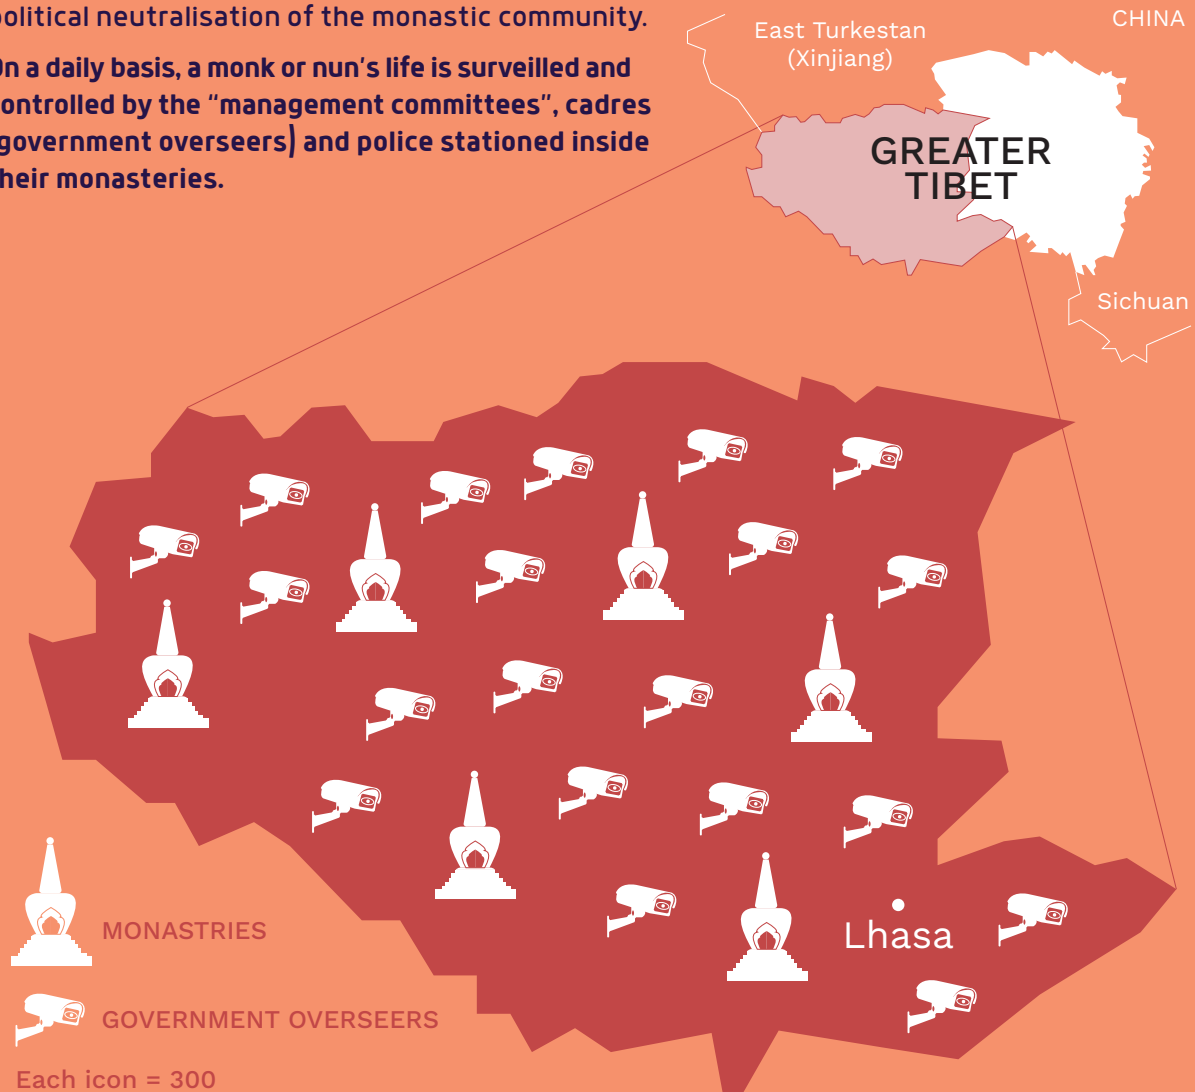 political neutralisation of the monastic community.
On a daily basis, a monk or nun's life is surveilled and
controlled by the “management committees”, cadres
(government overseers) and police stationed inside
their monasteries.
East Turkestan
(Xinjiang)
CHINA
GREATER
TIBET
Sichuan
Lhasa
MONASTRIES
GOVERNMENT OVERSEERS
Each icon = 300